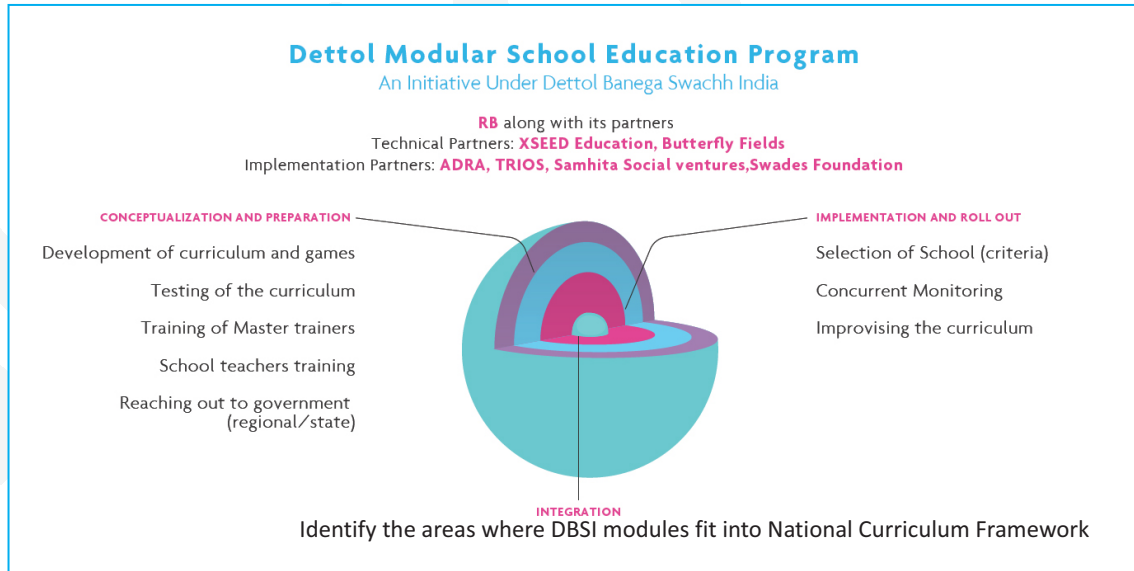 Dettol Modular School Education Program
An Initiative Under Dettol Banega Swachh India
RB along with its partners
Technical Partners: XSEED Education, Butterfly Fields
Implementation Partners: ADRA, TRIOS, Samhita Social ventures,Swades Foundation
CONCEPTUALIZATION AND PREPARATION
Development of curriculum and games
Testing of the curriculum
Training of Master trainers
School teachers training
Reaching out to government
(regional/state)
IMPLEMENTATION AND ROLL OUT
Selection of School (criteria)
Concurrent Monitoring
Improvising the curriculum
INTEGRATION
Identify the areas where DBSI modules fit into National Curriculum Framework